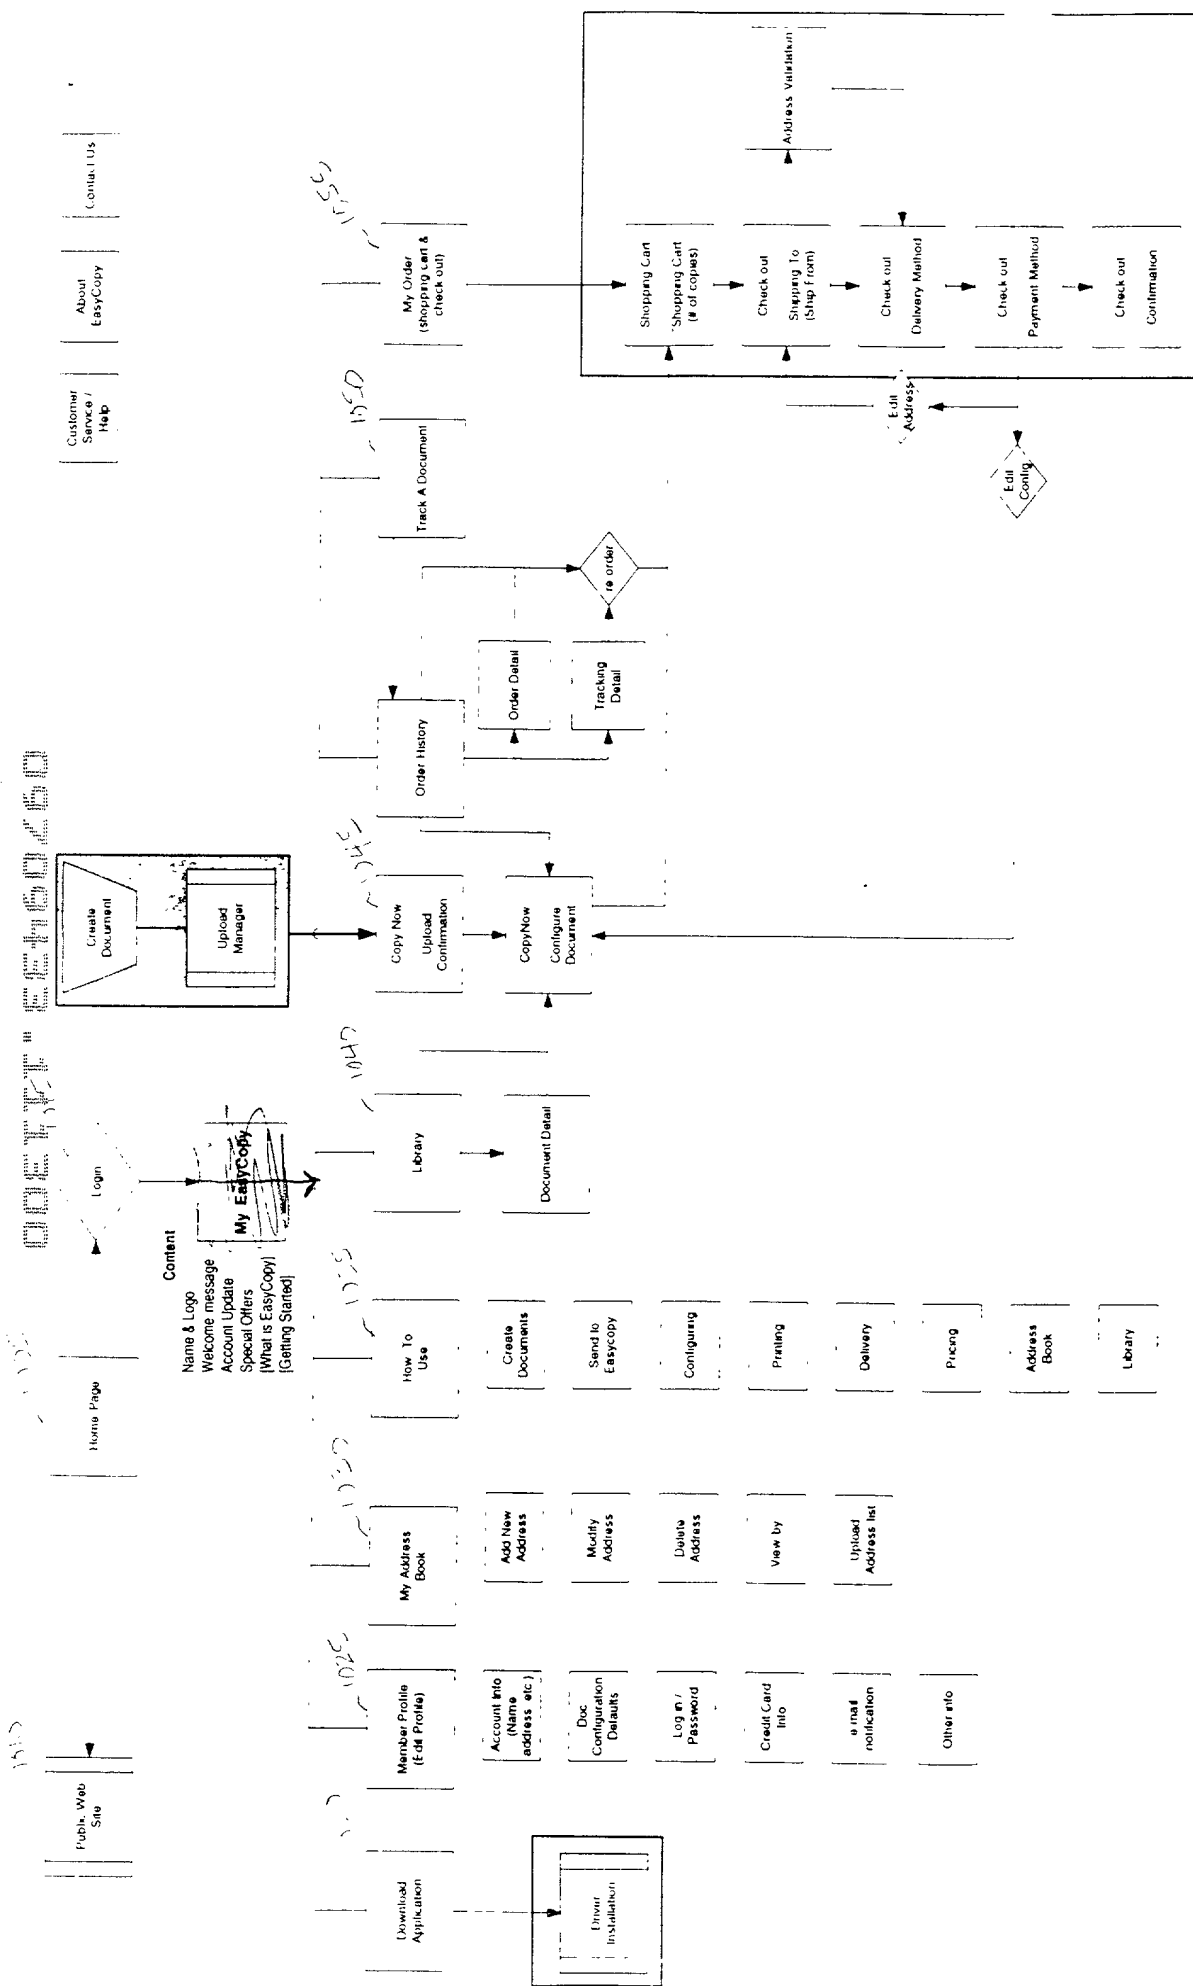 Public Web
Site
Home Page
Login
Create
Document
Upload
Manager
Customer
Service /
Help
About
EasyCopy
Contact Us
Content
Name & Logo
Welcome message
Account Update
Special Offers
[What is EasyCopy]
[Getting Started]
My EasyCopy
Download
Application
Driver
Installation
1025
Member Profile
(Edit Profile)
Account Info
(Name
address etc )
Doc
Configuration
Defaults
Log in /
Password
Credit Card
Info
e mail
notification
Other info
My Address
Book
Add New
Address
Modify
Address
Delete
Address
View by
Upload
Address list
How To
Use
Create
Documents
Send to
Easycopy
Configuring
Printing
Delivery
Pricing
Address
Book
Library
1040
Library
Document Detail
1045
Copy Now
Upload
Confirmation
CopyNow
Configure
Document
Order History
Order Detail
Tracking
Detail
re order
1050
Track A Document
1055
My Order
(shopping cart &
check out)
Shopping Cart
"Shopping Cart
(# of copies)
Check out
Shipping To
(Ship From)
Address Validation
Check out
Delivery Method
Check out
Payment Method
Check out
Confirmation
Edit
Address
Edit
Config